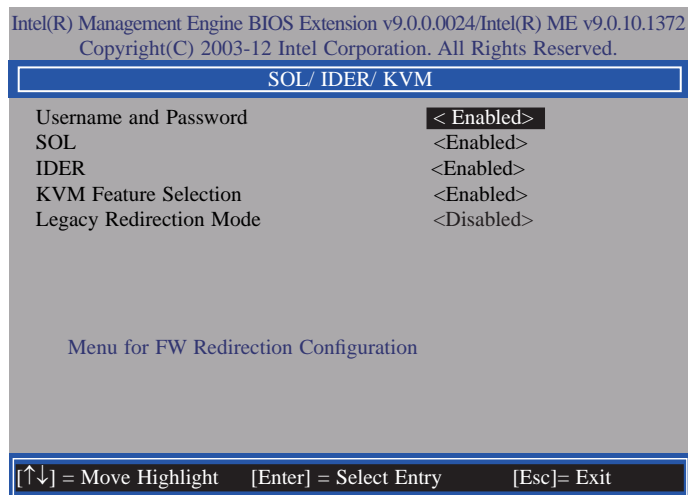 Intel(R) Management Engine BIOS Extension v9.0.0.0024/Intel(R) ME v9.0.10.1372
Copyright(C) 2003-12 Intel Corporation. All Rights Reserved.
SOL/ IDER/ KVM
Username and Password < Enabled>
SOL <Enabled>
IDER <Enabled>
KVM Feature Selection <Enabled>
Legacy Redirection Mode <Disabled>
Menu for FW Redirection Configuration
[↑↓] = Move Highlight [Enter] = Select Entry [Esc]= Exit